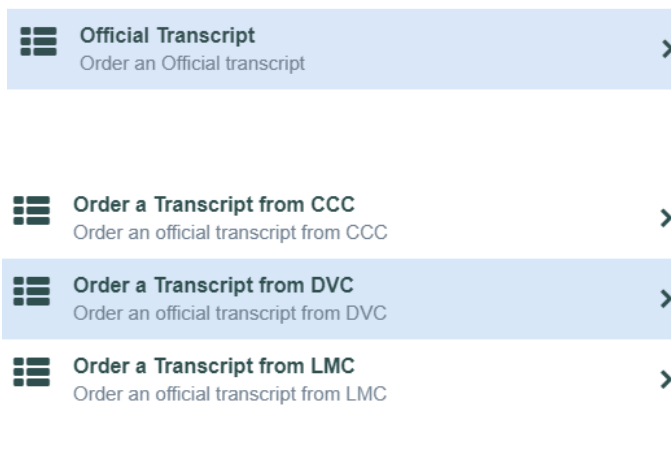 Official Transcript
Order an Official transcript
Order a Transcript from CCC
Order an official transcript from CCC
Order a Transcript from DVC
Order an official transcript from DVC
Order a Transcript from LMC
Order an official transcript from LMC